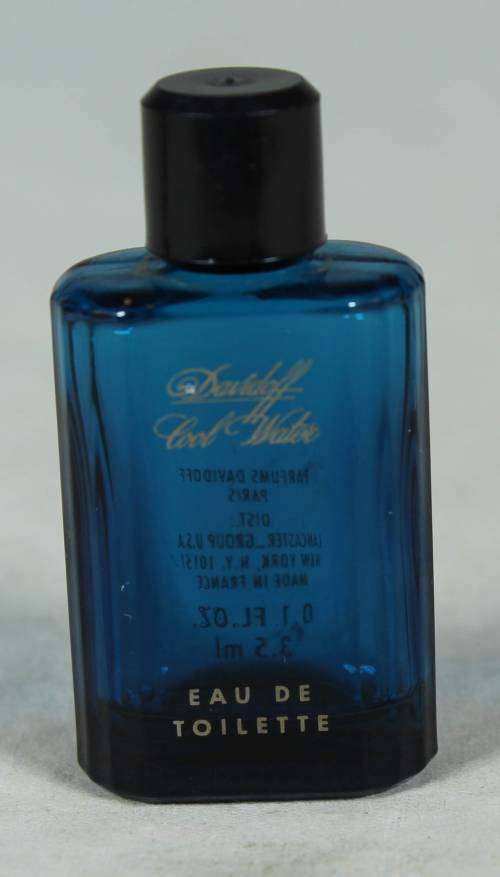 Davidoff
Cool Water
PARFUMS DAVIDOFF
PARIS
DIST.:
LANCASTER GROUP U.S.A
NEW YORK, N.Y. 10151
MADE IN FRANCE
0.1 FL.OZ.
3.5 ml
EAU DE
TOILETTE